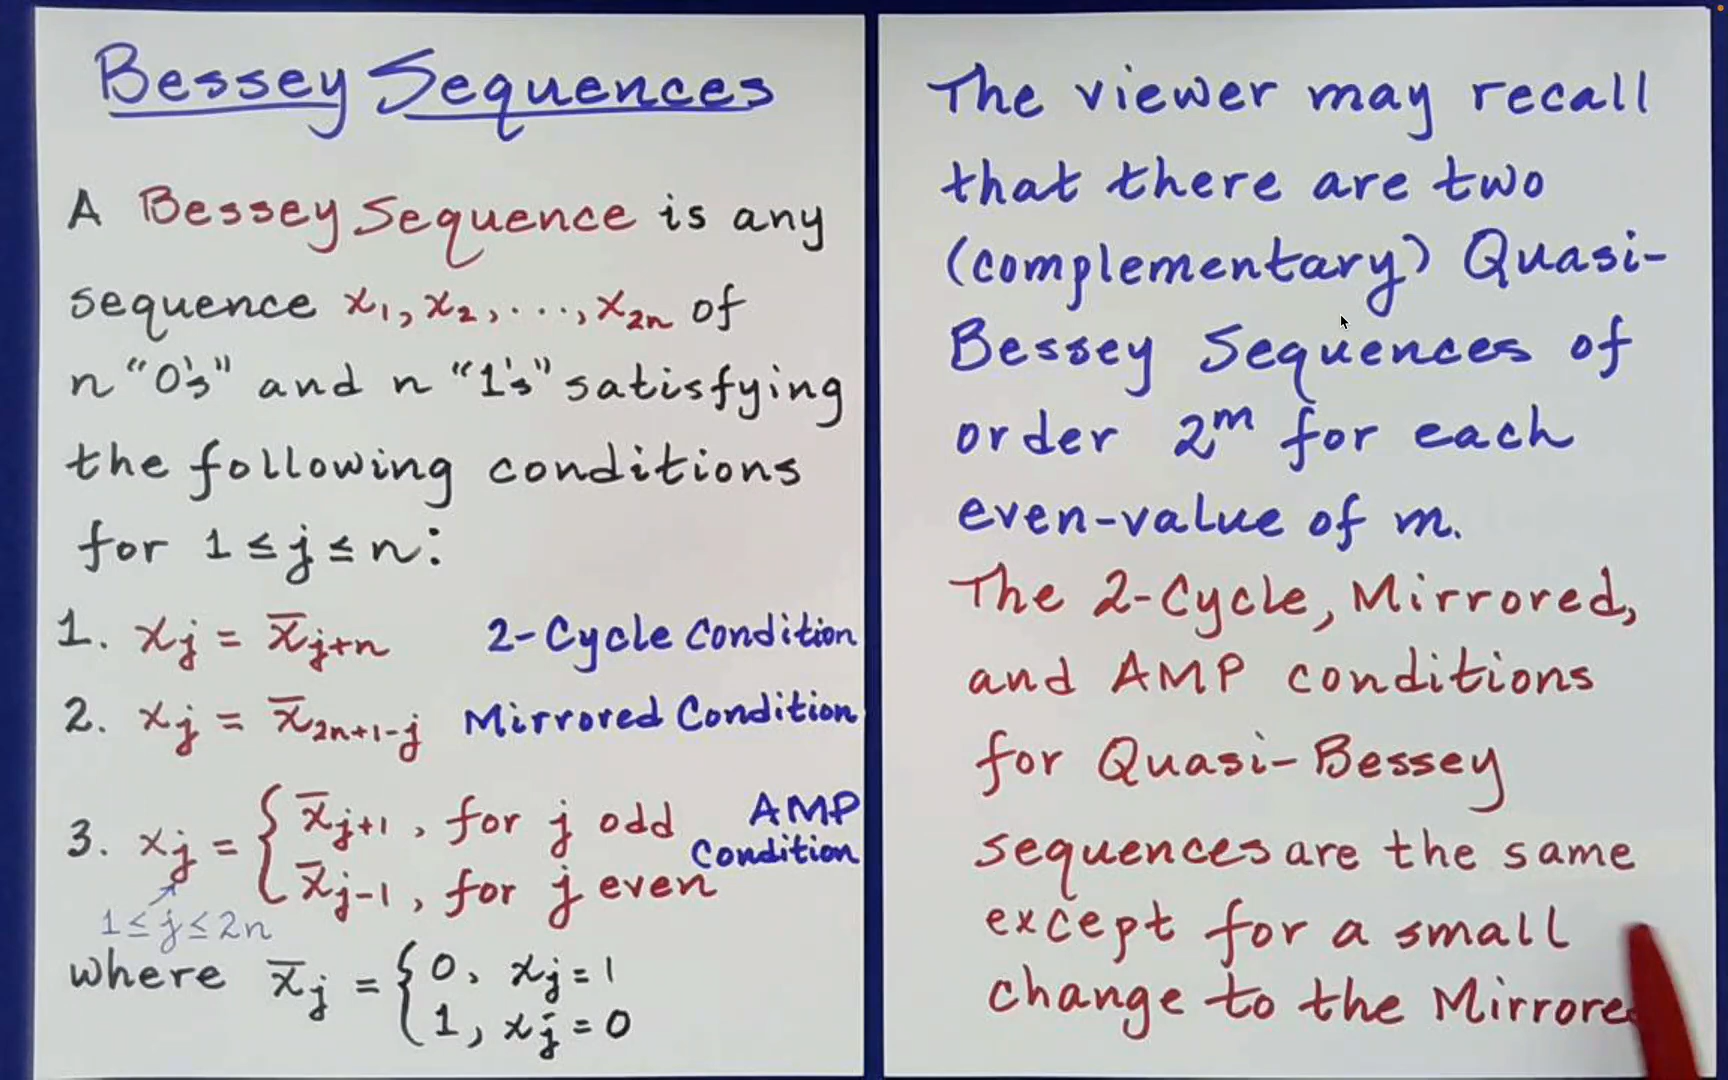 Bessey Sequences
A Bessey Sequence is any
sequence x₁, x₂, ..., x₂ₙ of
n "0's" and n "1's" satisfying
the following conditions
for 1 ≤ j ≤ n:
1. xⱼ = x̅ⱼ₊ₙ 2-Cycle Condition
2. xⱼ = x̅₂ₙ₊₁₋ⱼ Mirrored Condition
3. xⱼ = { x̅ⱼ₊₁, for j odd
x̅ⱼ₋₁, for j even
AMP
Condition
1 ≤ j ≤ 2n
where x̅ⱼ = { 0, xⱼ = 1
1, xⱼ = 0
The viewer may recall
that there are two
(complementary) Quasi-
Bessey Sequences of
order 2ᵐ for each
even-value of m.
The 2-Cycle, Mirrored,
and AMP conditions
for Quasi-Bessey
sequences are the same
except for a small
change to the Mirrore